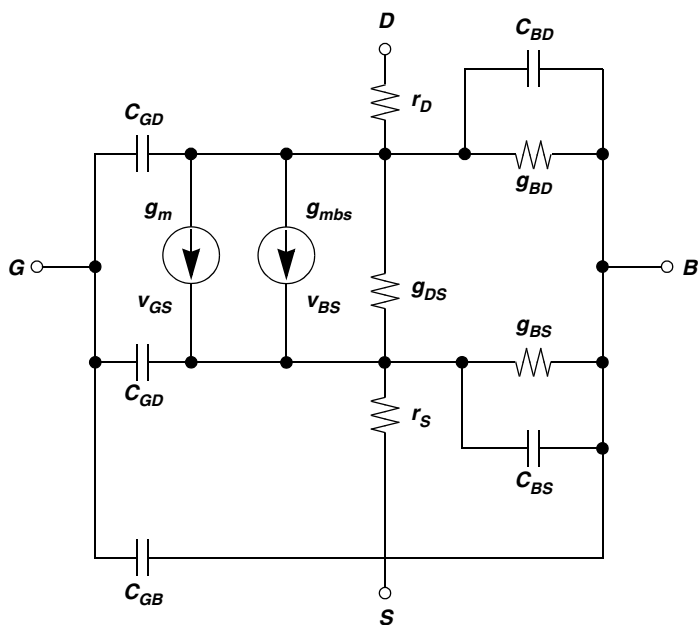 D
C_BD
r_D
C_GD
g_BD
g_m
g_mbs
G
B
g_DS
v_GS
v_BS
g_BS
C_GD
r_S
C_BS
C_GB
S